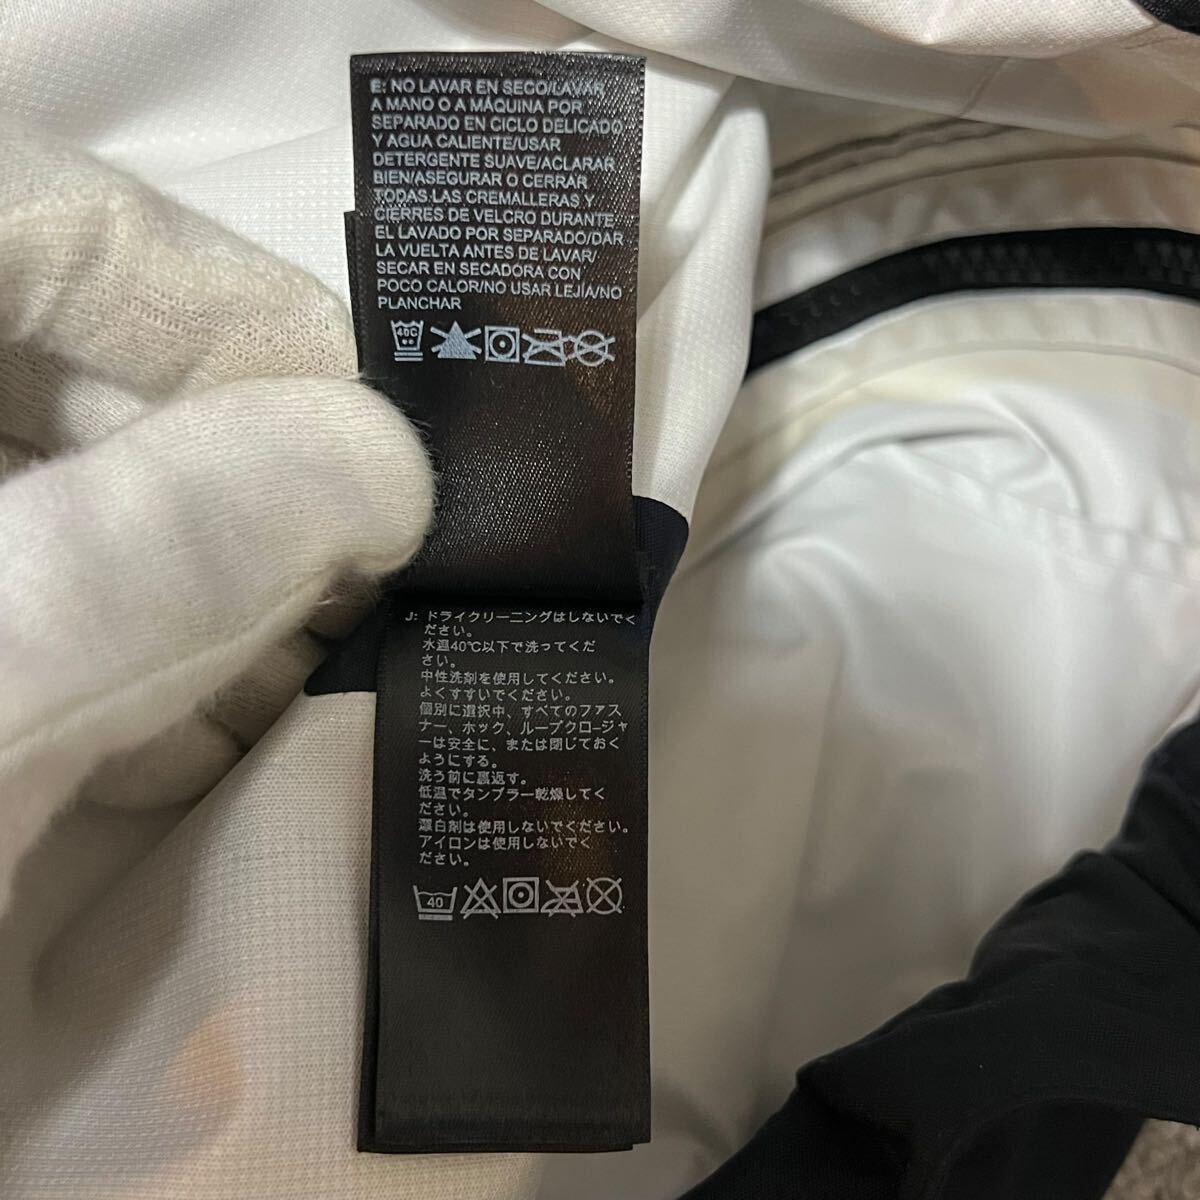 E: NO LAVAR EN SECO/LAVAR
A MANO O A MÁQUINA POR
SEPARADO EN CICLO DELICADO
Y AGUA CALIENTE/USAR
DETERGENTE SUAVE/ACLARAR
BIEN/ASEGURAR O CERRAR
TODAS LAS CREMALLERAS Y
CIERRES DE VELCRO DURANTE
EL LAVADO POR SEPARADO/DAR
LA VUELTA ANTES DE LAVAR/
SECAR EN SECADORA CON
POCO CALOR/NO USAR LEJÍA/NO
PLANCHAR
40C
J: ドライクリーニングはしないでく
ださい。
水温40℃以下で洗ってくだ
さい。
中性洗剤を使用してください。
よくすすいでください。
個別に選択中、すべてのファス
ナー、ホック、ループクロージャ
ーは安全に、または閉じておく
ようにする。
洗う前に裏返す。
低温でタンブラー乾燥してく
ださい。
漂白剤は使用しないでください。
アイロンは使用しないでく
ださい。
40